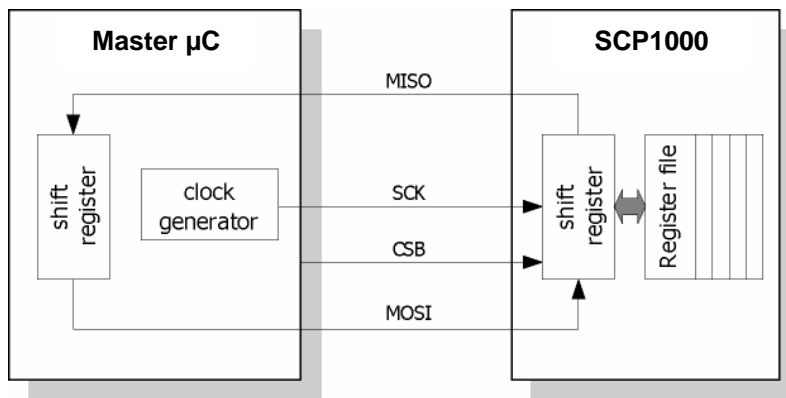 Master µC
SCP1000
MISO
shift
register
clock
generator
SCK
CSB
MOSI
shift
register
Register file